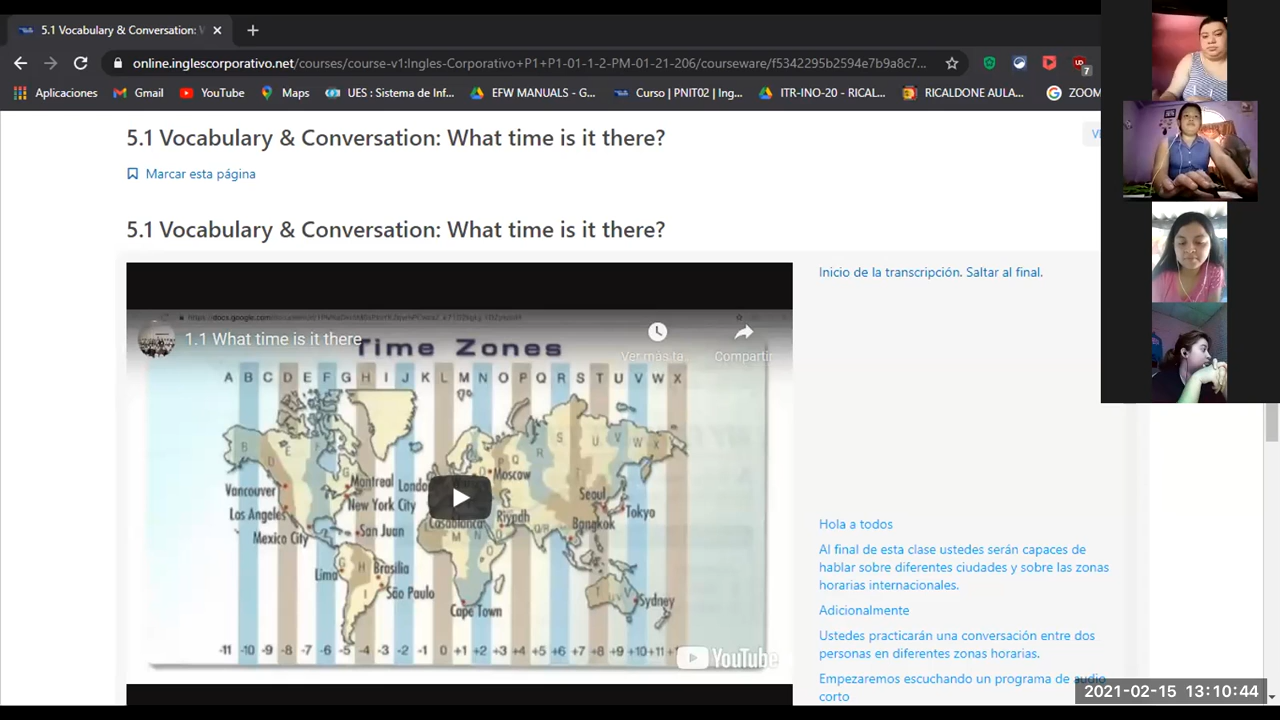 5.1 Vocabulary & Conversation: V
online.inglescorporativo.net/courses/course-v1:Ingles-Corporativo+P1+P1-01-1-2-PM-01-21-206/courseware/f5342295b2594e7b9a8c7...
7
Aplicaciones Gmail YouTube Maps UES : Sistema de Inf... EFW MANUALS - G... Curso | PNIT02 | Ing... ITR-INO-20 - RICAL... RICALDONE AULA... ZOOM
5.1 Vocabulary & Conversation: What time is it there?
Marcar esta página
5.1 Vocabulary & Conversation: What time is it there?
Inicio de la transcripción. Saltar al final.
1.1 What time is it there
Ver más ta... Compartir
Time Zones
A B C D E F G H I J K L M N O P Q R S T U V W X
Vancouver
Los Angeles
Mexico City
Montreal
New York City
San Juan
Lima
Brasilia
São Paulo
London
Casablanca
Cape Town
Moscow
Riyadh
Seoul
Tokyo
Bangkok
Sydney
-11 -10 -9 -8 -7 -6 -5 -4 -3 -2 -1 0 +1 +2 +3 +4 +5 +6 +7 +8 +9 +10 +11
YouTube
Hola a todos
Al final de esta clase ustedes serán capaces de
hablar sobre diferentes ciudades y sobre las zonas
horarias internacionales.
Adicionalmente
Ustedes practicarán una conversación entre dos
personas en diferentes zonas horarias.
Empezaremos escuchando un programa de audio
corto
2021-02-15 13:10:44